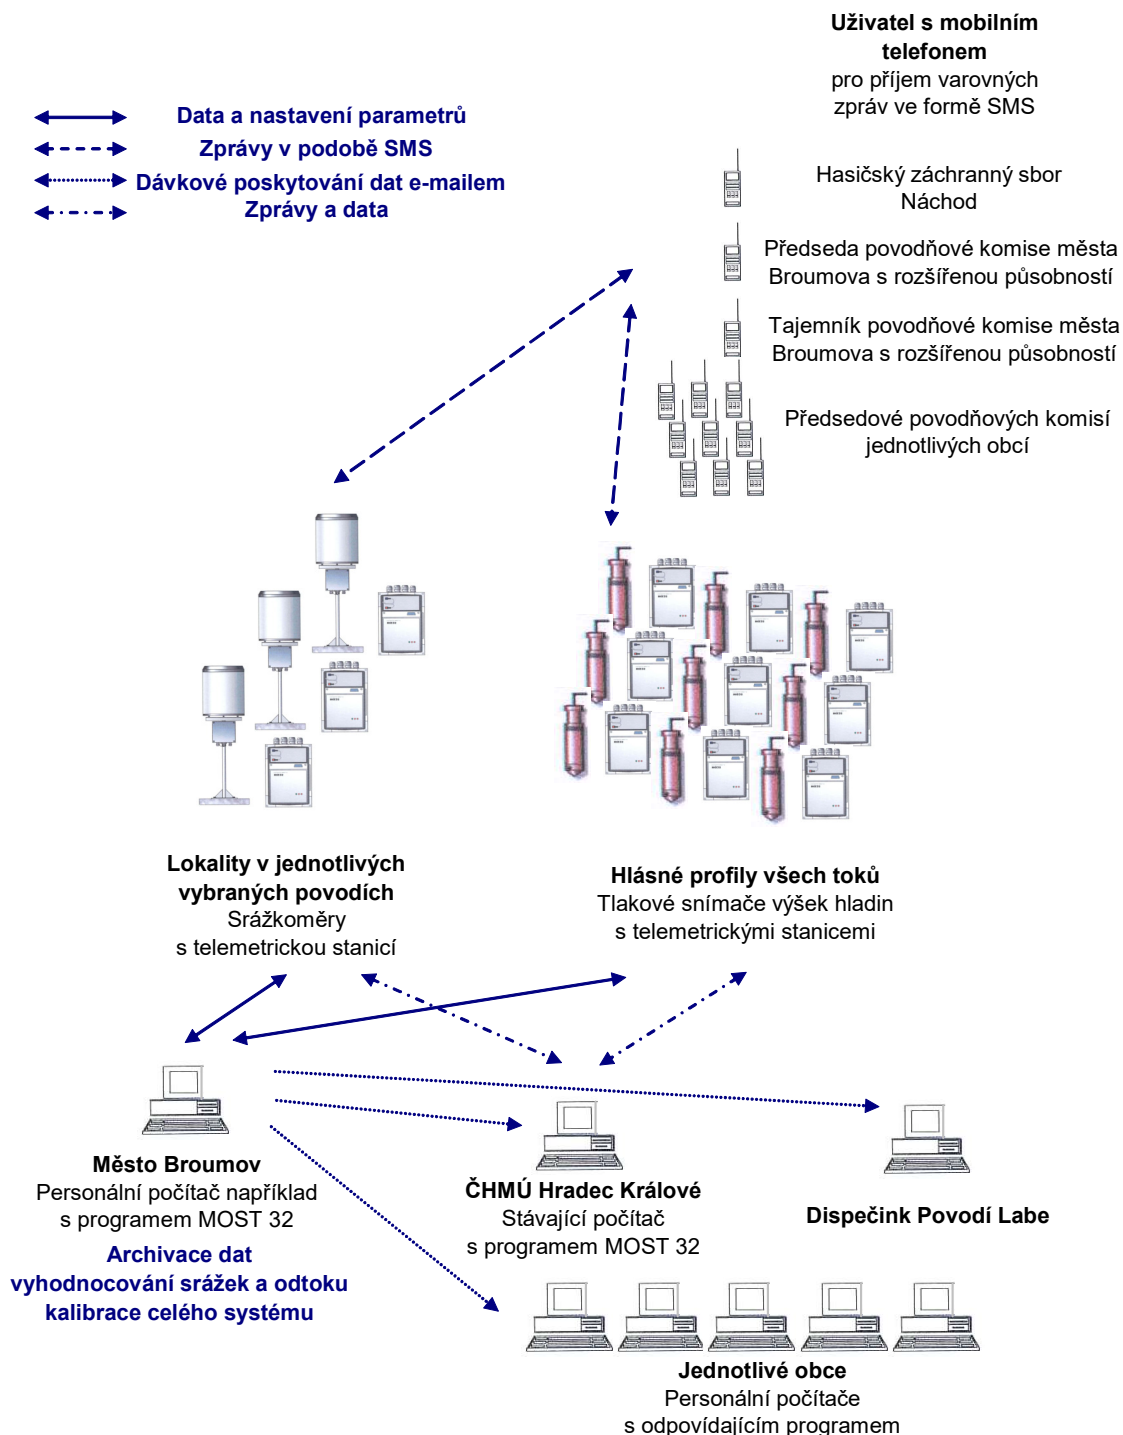 Uživatel s mobilním
telefonem
pro příjem varovných
zpráv ve formě SMS
Data a nastavení parametrů
Zprávy v podobě SMS
Dávkové poskytování dat e-mailem
Zprávy a data
Hasičský záchranný sbor
Náchod
Předseda povodňové komise města
Broumova s rozšířenou působností
Tajemník povodňové komise města
Broumova s rozšířenou působností
Předsedové povodňových komisí
jednotlivých obcí
Lokality v jednotlivých
vybraných povodích
Srážkoměry
s telemetrickou stanicí
Hlásné profily všech toků
Tlakové snímače výšek hladin
s telemetrickými stanicemi
Město Broumov
Personální počítač například
s programem MOST 32
Archivace dat
vyhodnocování srážek a odtoku
kalibrace celého systému
ČHMÚ Hradec Králové
Stávající počítač
s programem MOST 32
Dispečink Povodí Labe
Jednotlivé obce
Personální počítače
s odpovídajícím programem